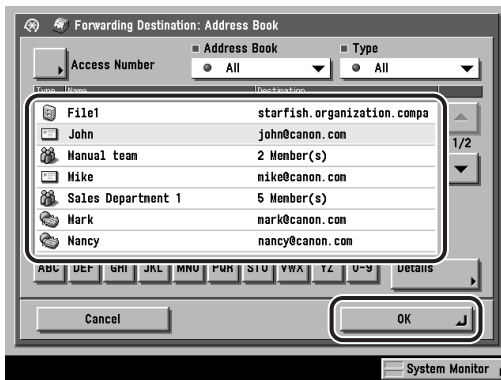 Forwarding Destination: Address Book
Access Number
■ Address Book
All
■ Type
All
Type Name Destination
File1 starfish.organization.compa
John john@canon.com
Manual team 2 Member(s)
Mike mike@canon.com
Sales Department 1 5 Member(s)
Mark mark@canon.com
Nancy nancy@canon.com
1/2
ABC DEF GHI JKL MNO PQR STU VWX YZ 0-9 Details
Cancel OK
System Monitor